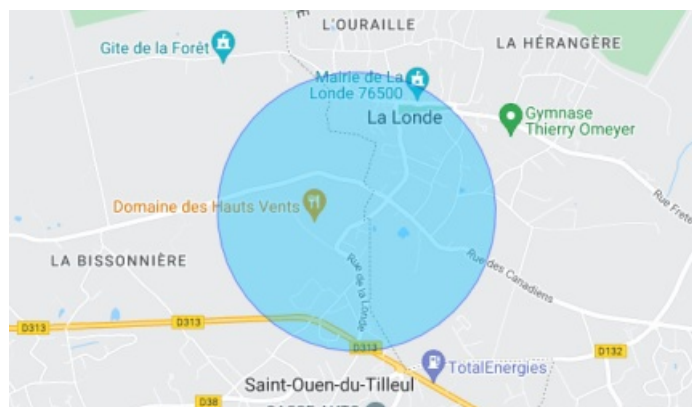 L'OURAILLE
LA HÉRANGÈRE
Gite de la Forêt
Mairie de La
Londe 76500
La Londe
Gymnase
Thierry Omeyer
Domaine des Hauts Vents
Rue Frete
LA BISSONNIÈRE
Rue des Canadiens
Rue de la Londe
D313
D313
D313
D132
TotalEnergies
Saint-Ouen-du-Tilleul
D38
CASSE AUTO